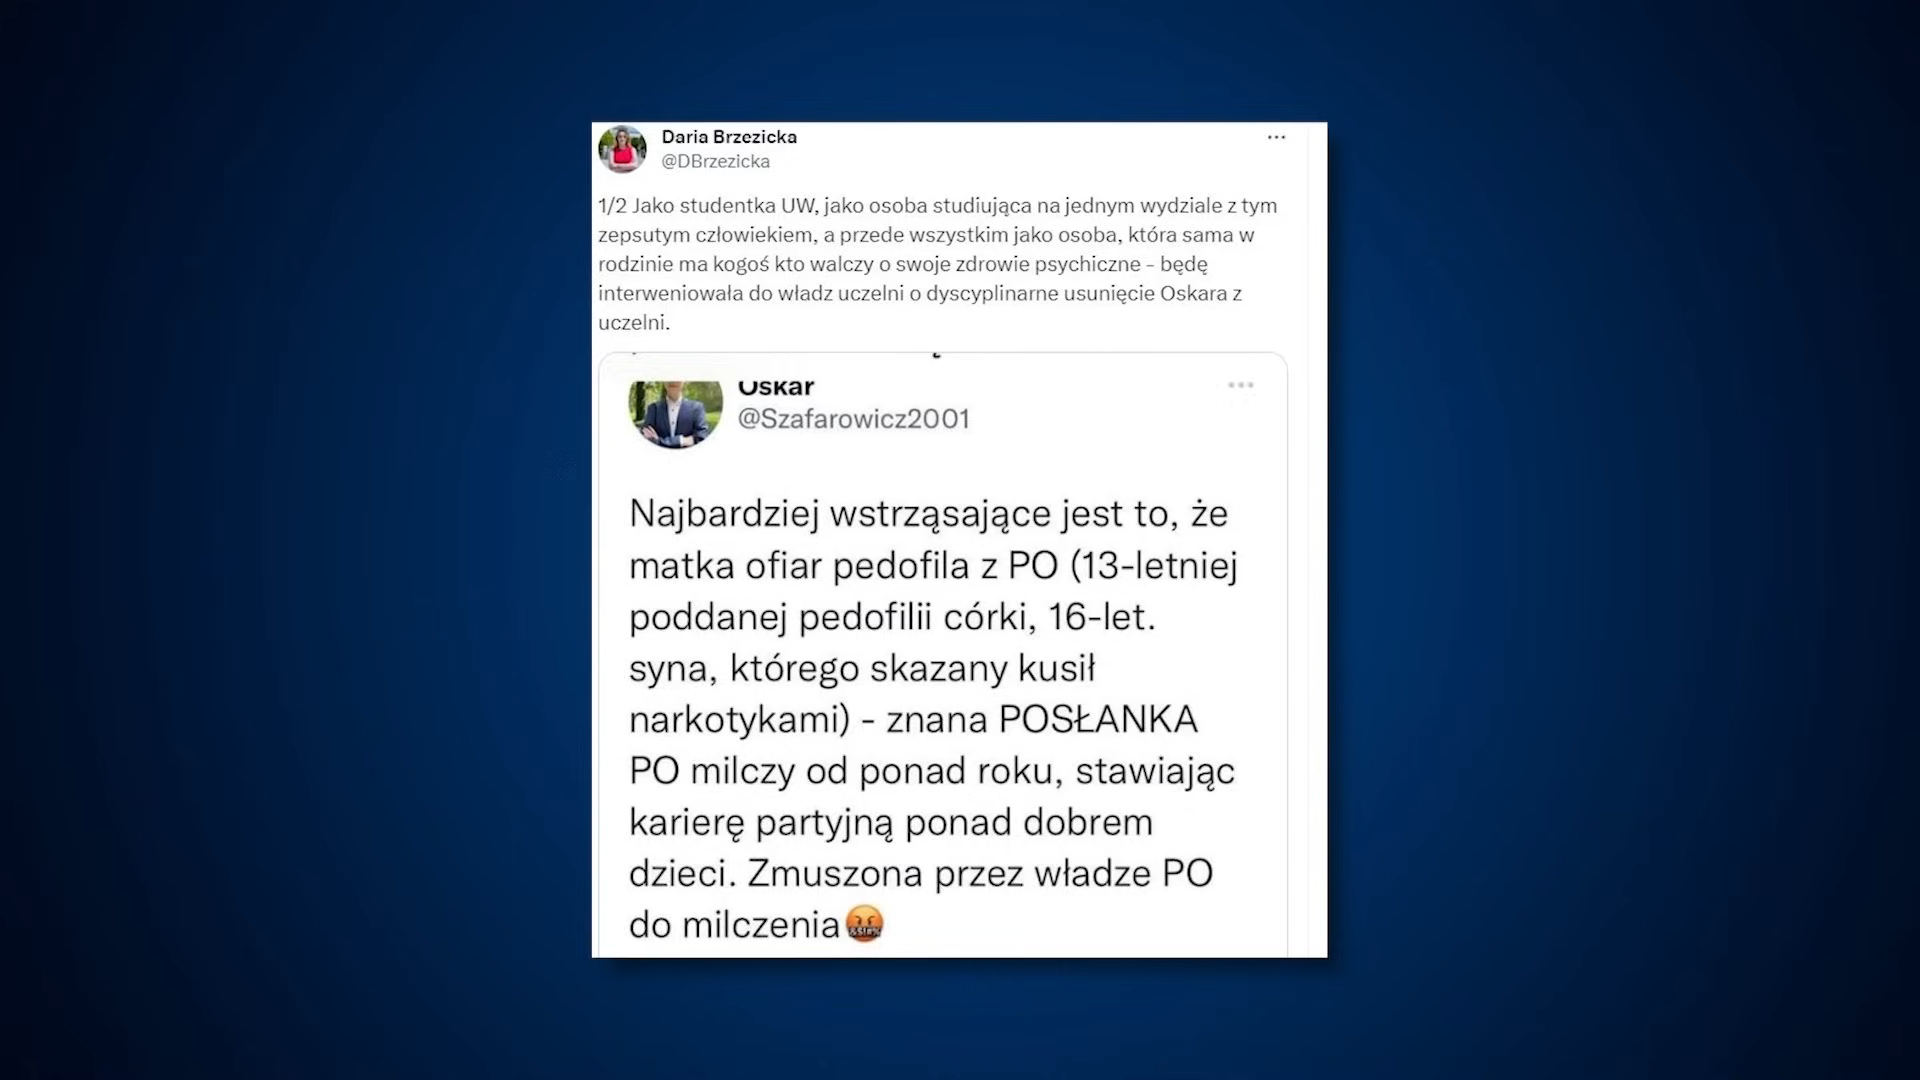 Daria Brzezicka
@DBrzezicka
1/2 Jako studentka UW, jako osoba studiująca na jednym wydziale z tym
zepsutym człowiekiem, a przede wszystkim jako osoba, która sama w
rodzinie ma kogoś kto walczy o swoje zdrowie psychiczne - będę
interweniowała do władz uczelni o dyscyplinarne usunięcie Oskara z
uczelni.
Oskar
@Szafarowicz2001
Najbardziej wstrząsające jest to, że
matka ofiar pedofila z PO (13-letniej
poddanej pedofilii córki, 16-let.
syna, którego skazany kusił
narkotykami) - znana POSŁANKA
PO milczy od ponad roku, stawiając
karierę partyjną ponad dobrem
dzieci. Zmuszona przez władze PO
do milczenia🤬